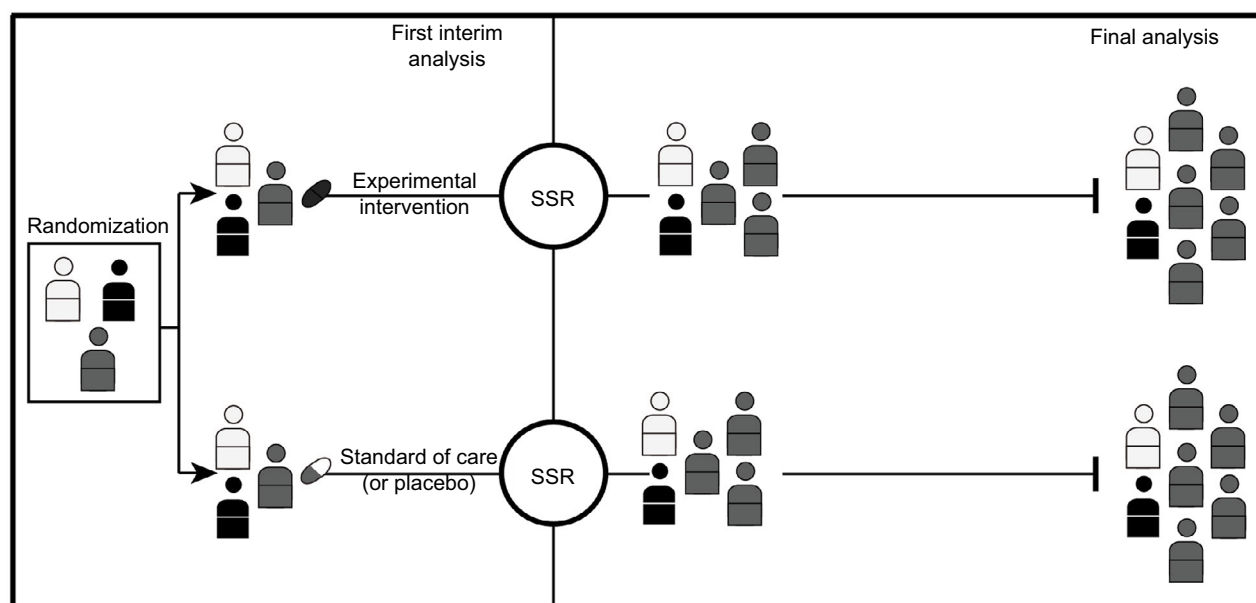 First interim
analysis
Final analysis
Experimental
intervention
SSR
Randomization
Standard of care
(or placebo)
SSR